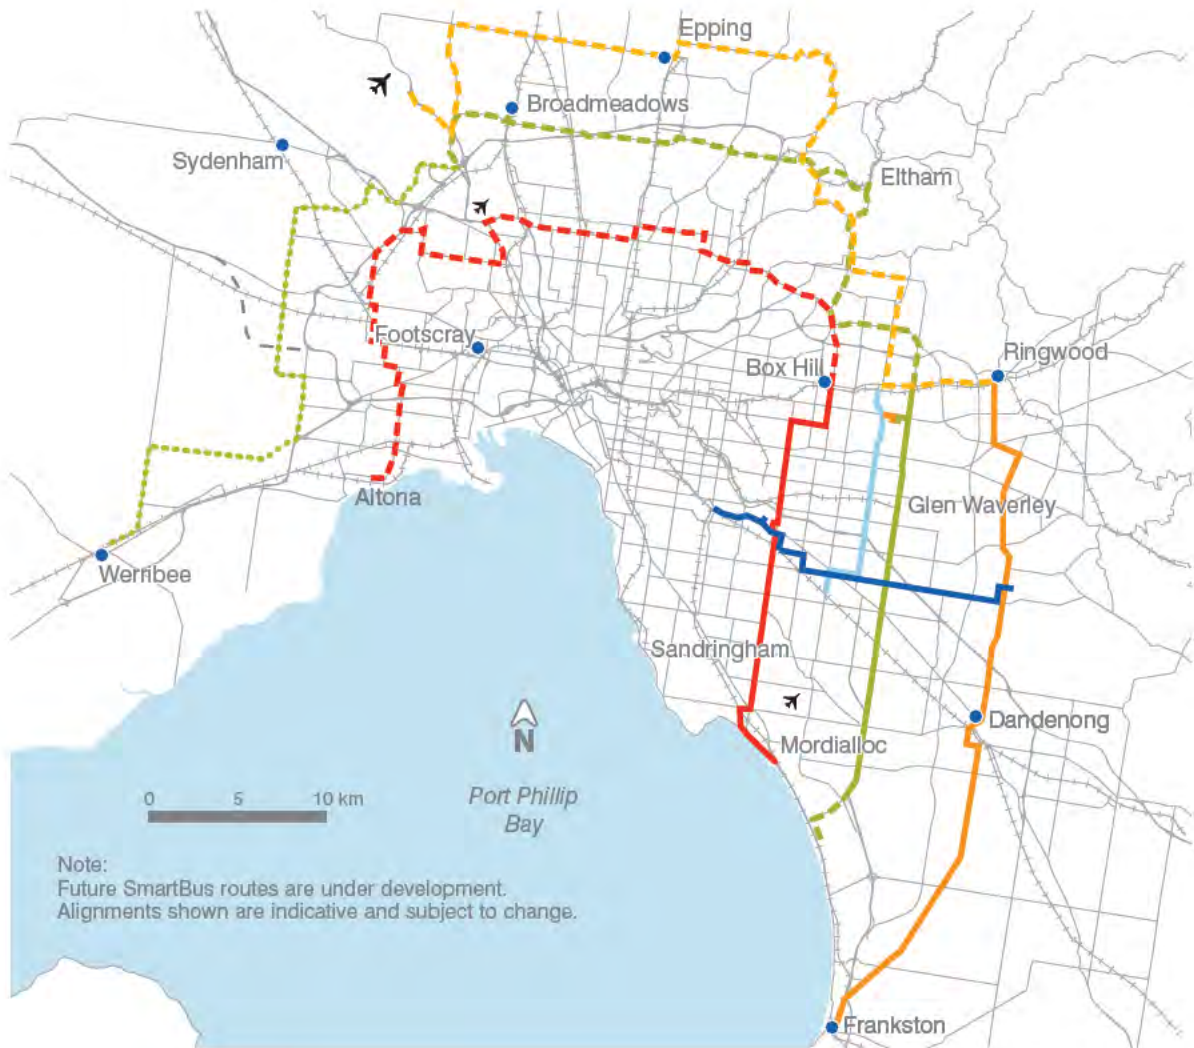 Epping
Broadmeadows
Sydenham
Eltham
Footscray
Ringwood
Box Hill
Altona
Glen Waverley
Werribee
Sandringham
N
Dandenong
Mordialloc
0 5 10 km
Port Phillip
Bay
Note:
Future SmartBus routes are under development.
Alignments shown are indicative and subject to change.
Frankston